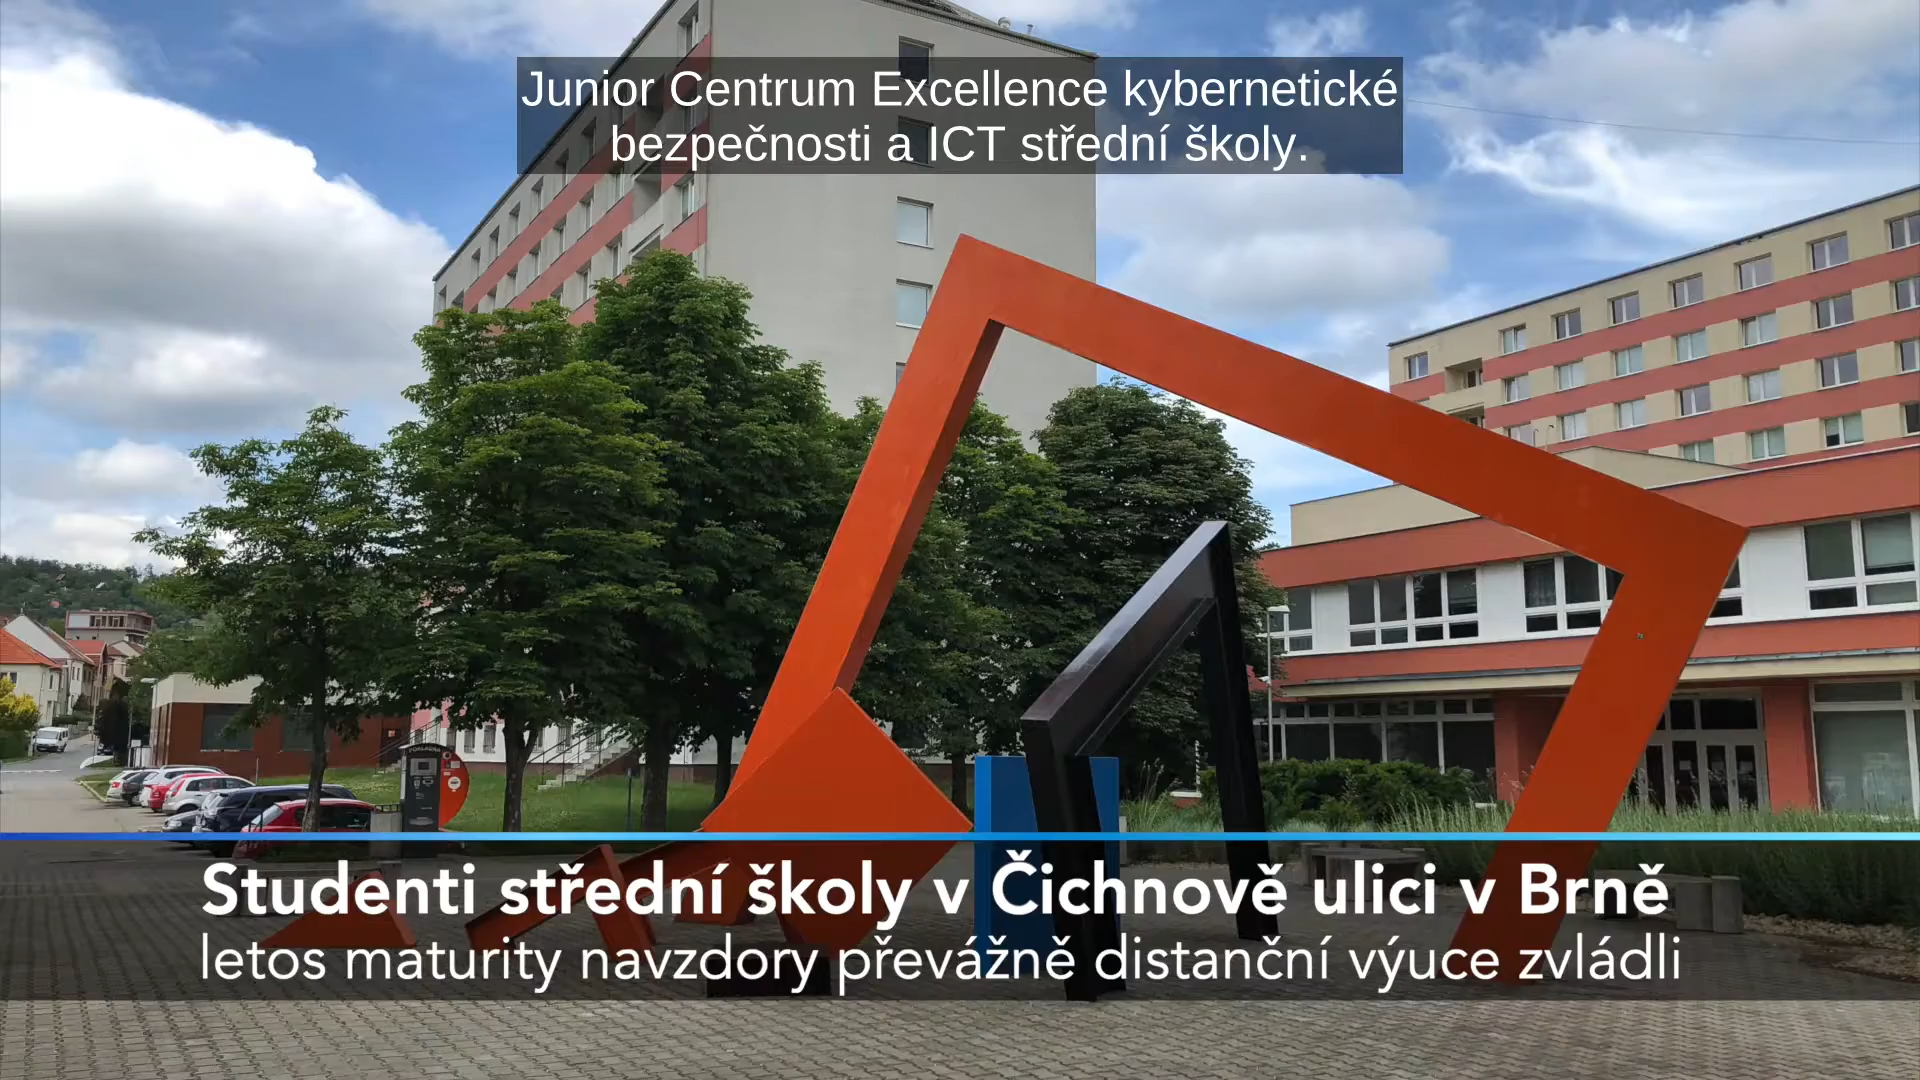 Junior Centrum Excellence kybernetické
bezpečnosti a ICT střední školy.
POKLADNA
Studenti střední školy v Čichnově ulici v Brně
letos maturity navzdory převážně distanční výuce zvládli